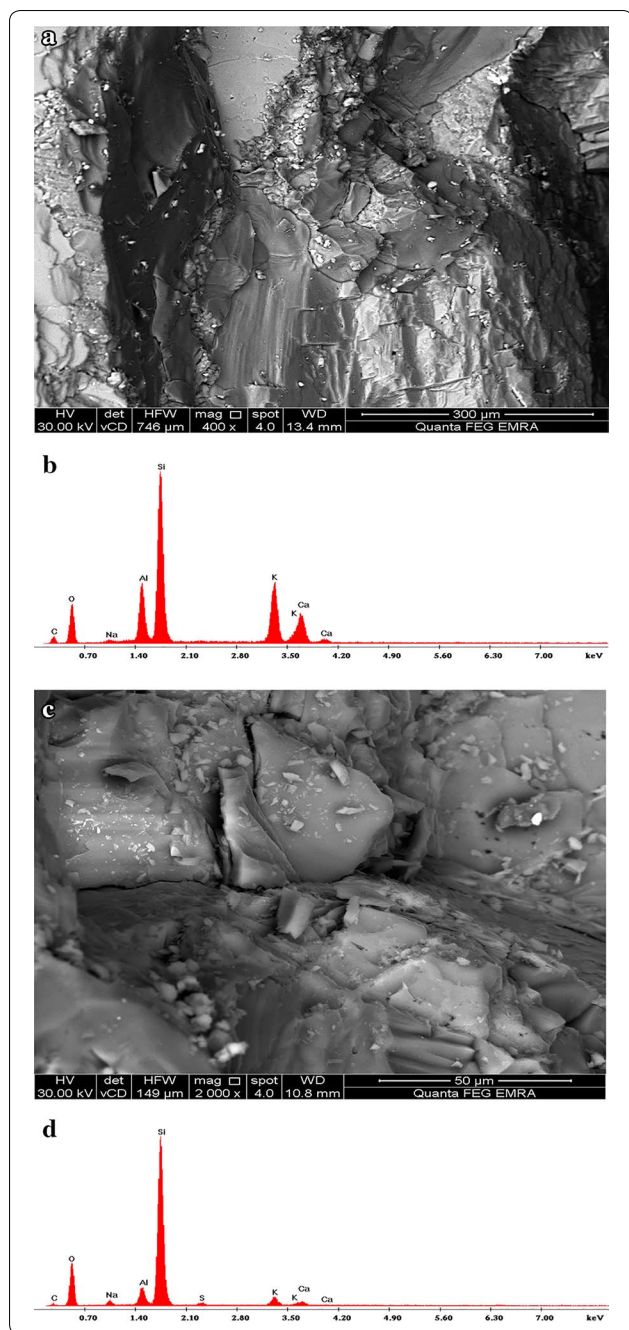 a
HV det HFW mag spot WD 300 µm
30.00 kV vCD 746 µm 400 x 4.0 13.4 mm Quanta FEG EMRA
b
Si
Al K
O
K Ca
C Na Ca
0.70 1.40 2.10 2.80 3.50 4.20 4.90 5.60 6.30 7.00 keV
c
HV det HFW mag spot WD 50 µm
30.00 kV vCD 149 µm 2 000 x 4.0 10.8 mm Quanta FEG EMRA
d
Si
O
Al
Na K Ca
C S K Ca
0.70 1.40 2.10 2.80 3.50 4.20 4.90 5.60 6.30 7.00 keV